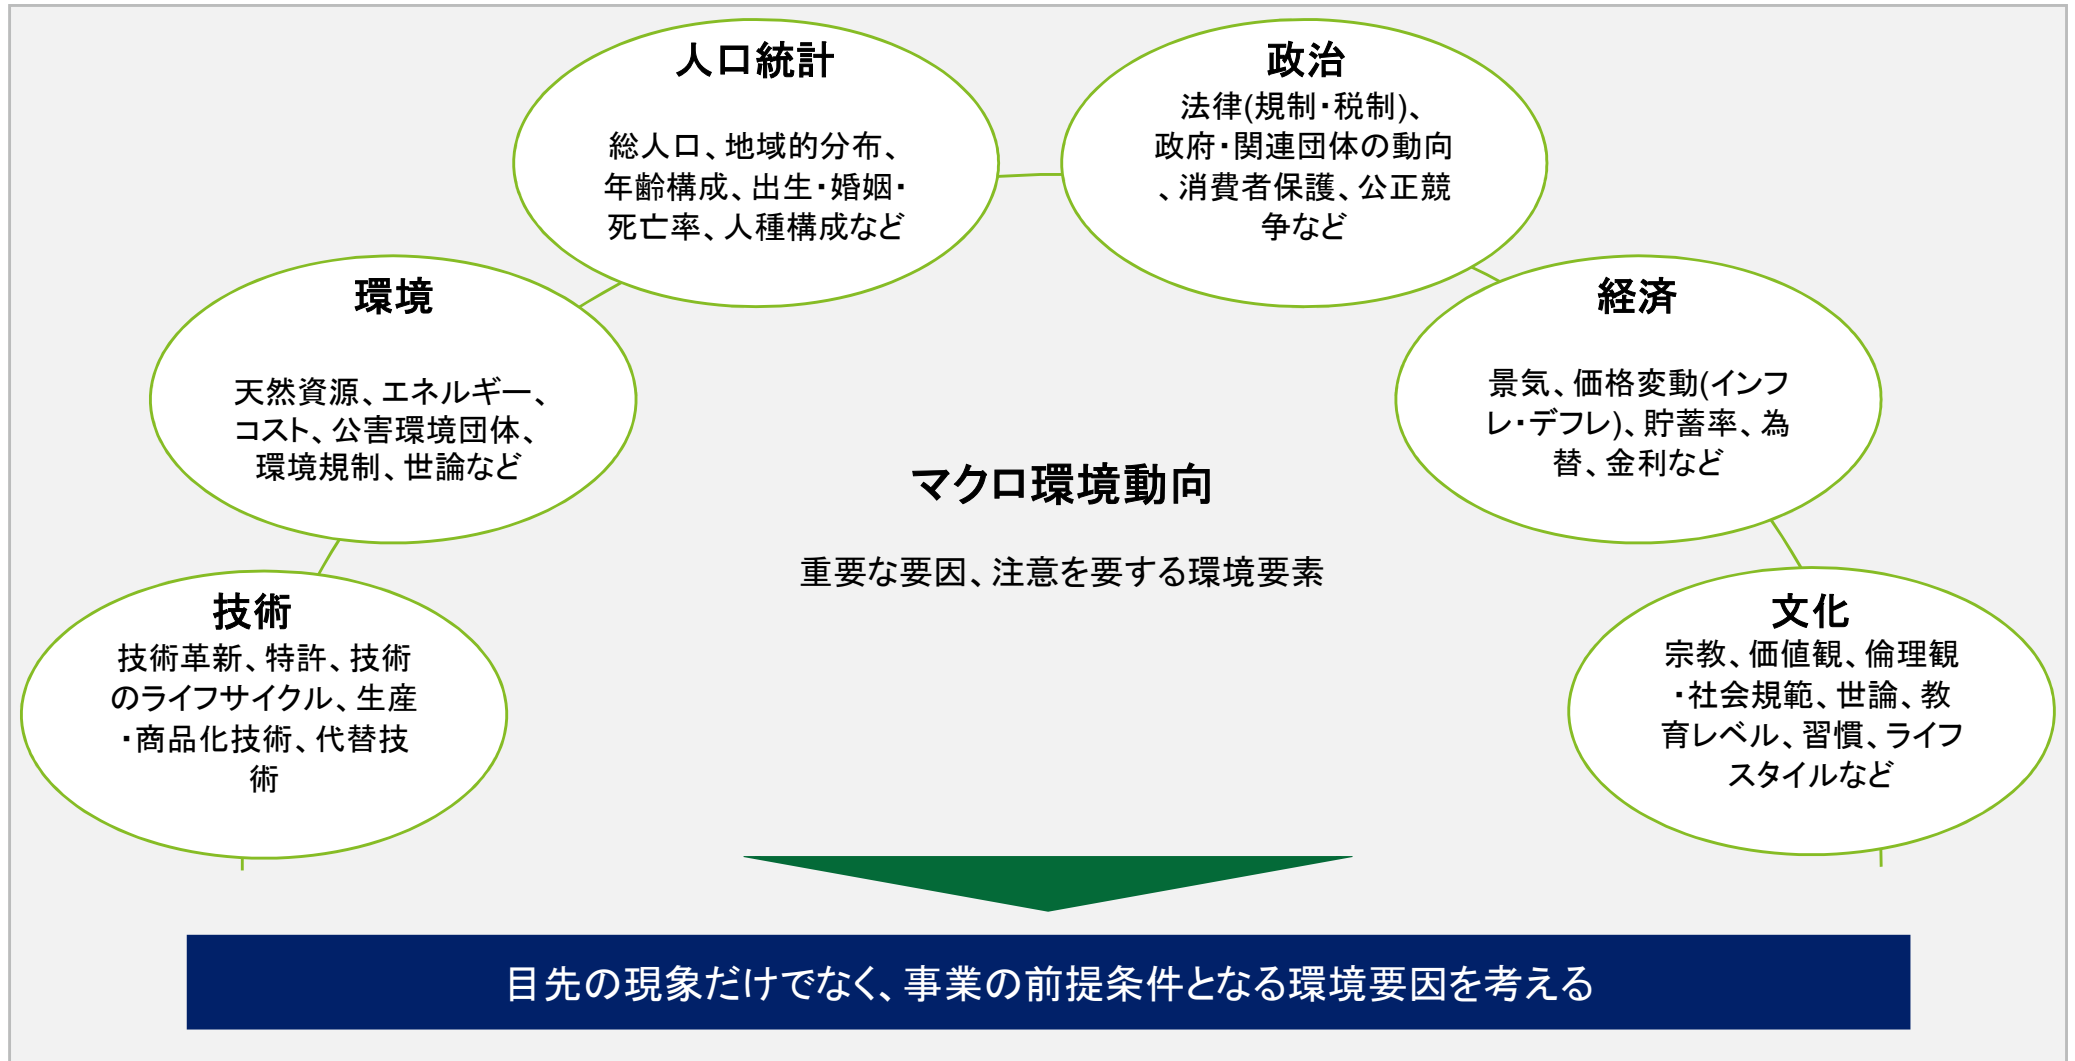 人口統計
総人口、地域的分布、
年齢構成、出生・婚姻・
死亡率、人種構成など
政治
法律(規制・税制)、
政府・関連団体の動向
、消費者保護、公正競
争など
環境
天然資源、エネルギー、
コスト、公害環境団体、
環境規制、世論など
経済
景気、価格変動(インフ
レ・デフレ)、貯蓄率、為
替、金利など
マクロ環境動向
重要な要因、注意を要する環境要素
技術
技術革新、特許、技術
のライフサイクル、生産
・商品化技術、代替技
術
文化
宗教、価値観、倫理観
・社会規範、世論、教
育レベル、習慣、ライフ
スタイルなど
目先の現象だけでなく、事業の前提条件となる環境要因を考える